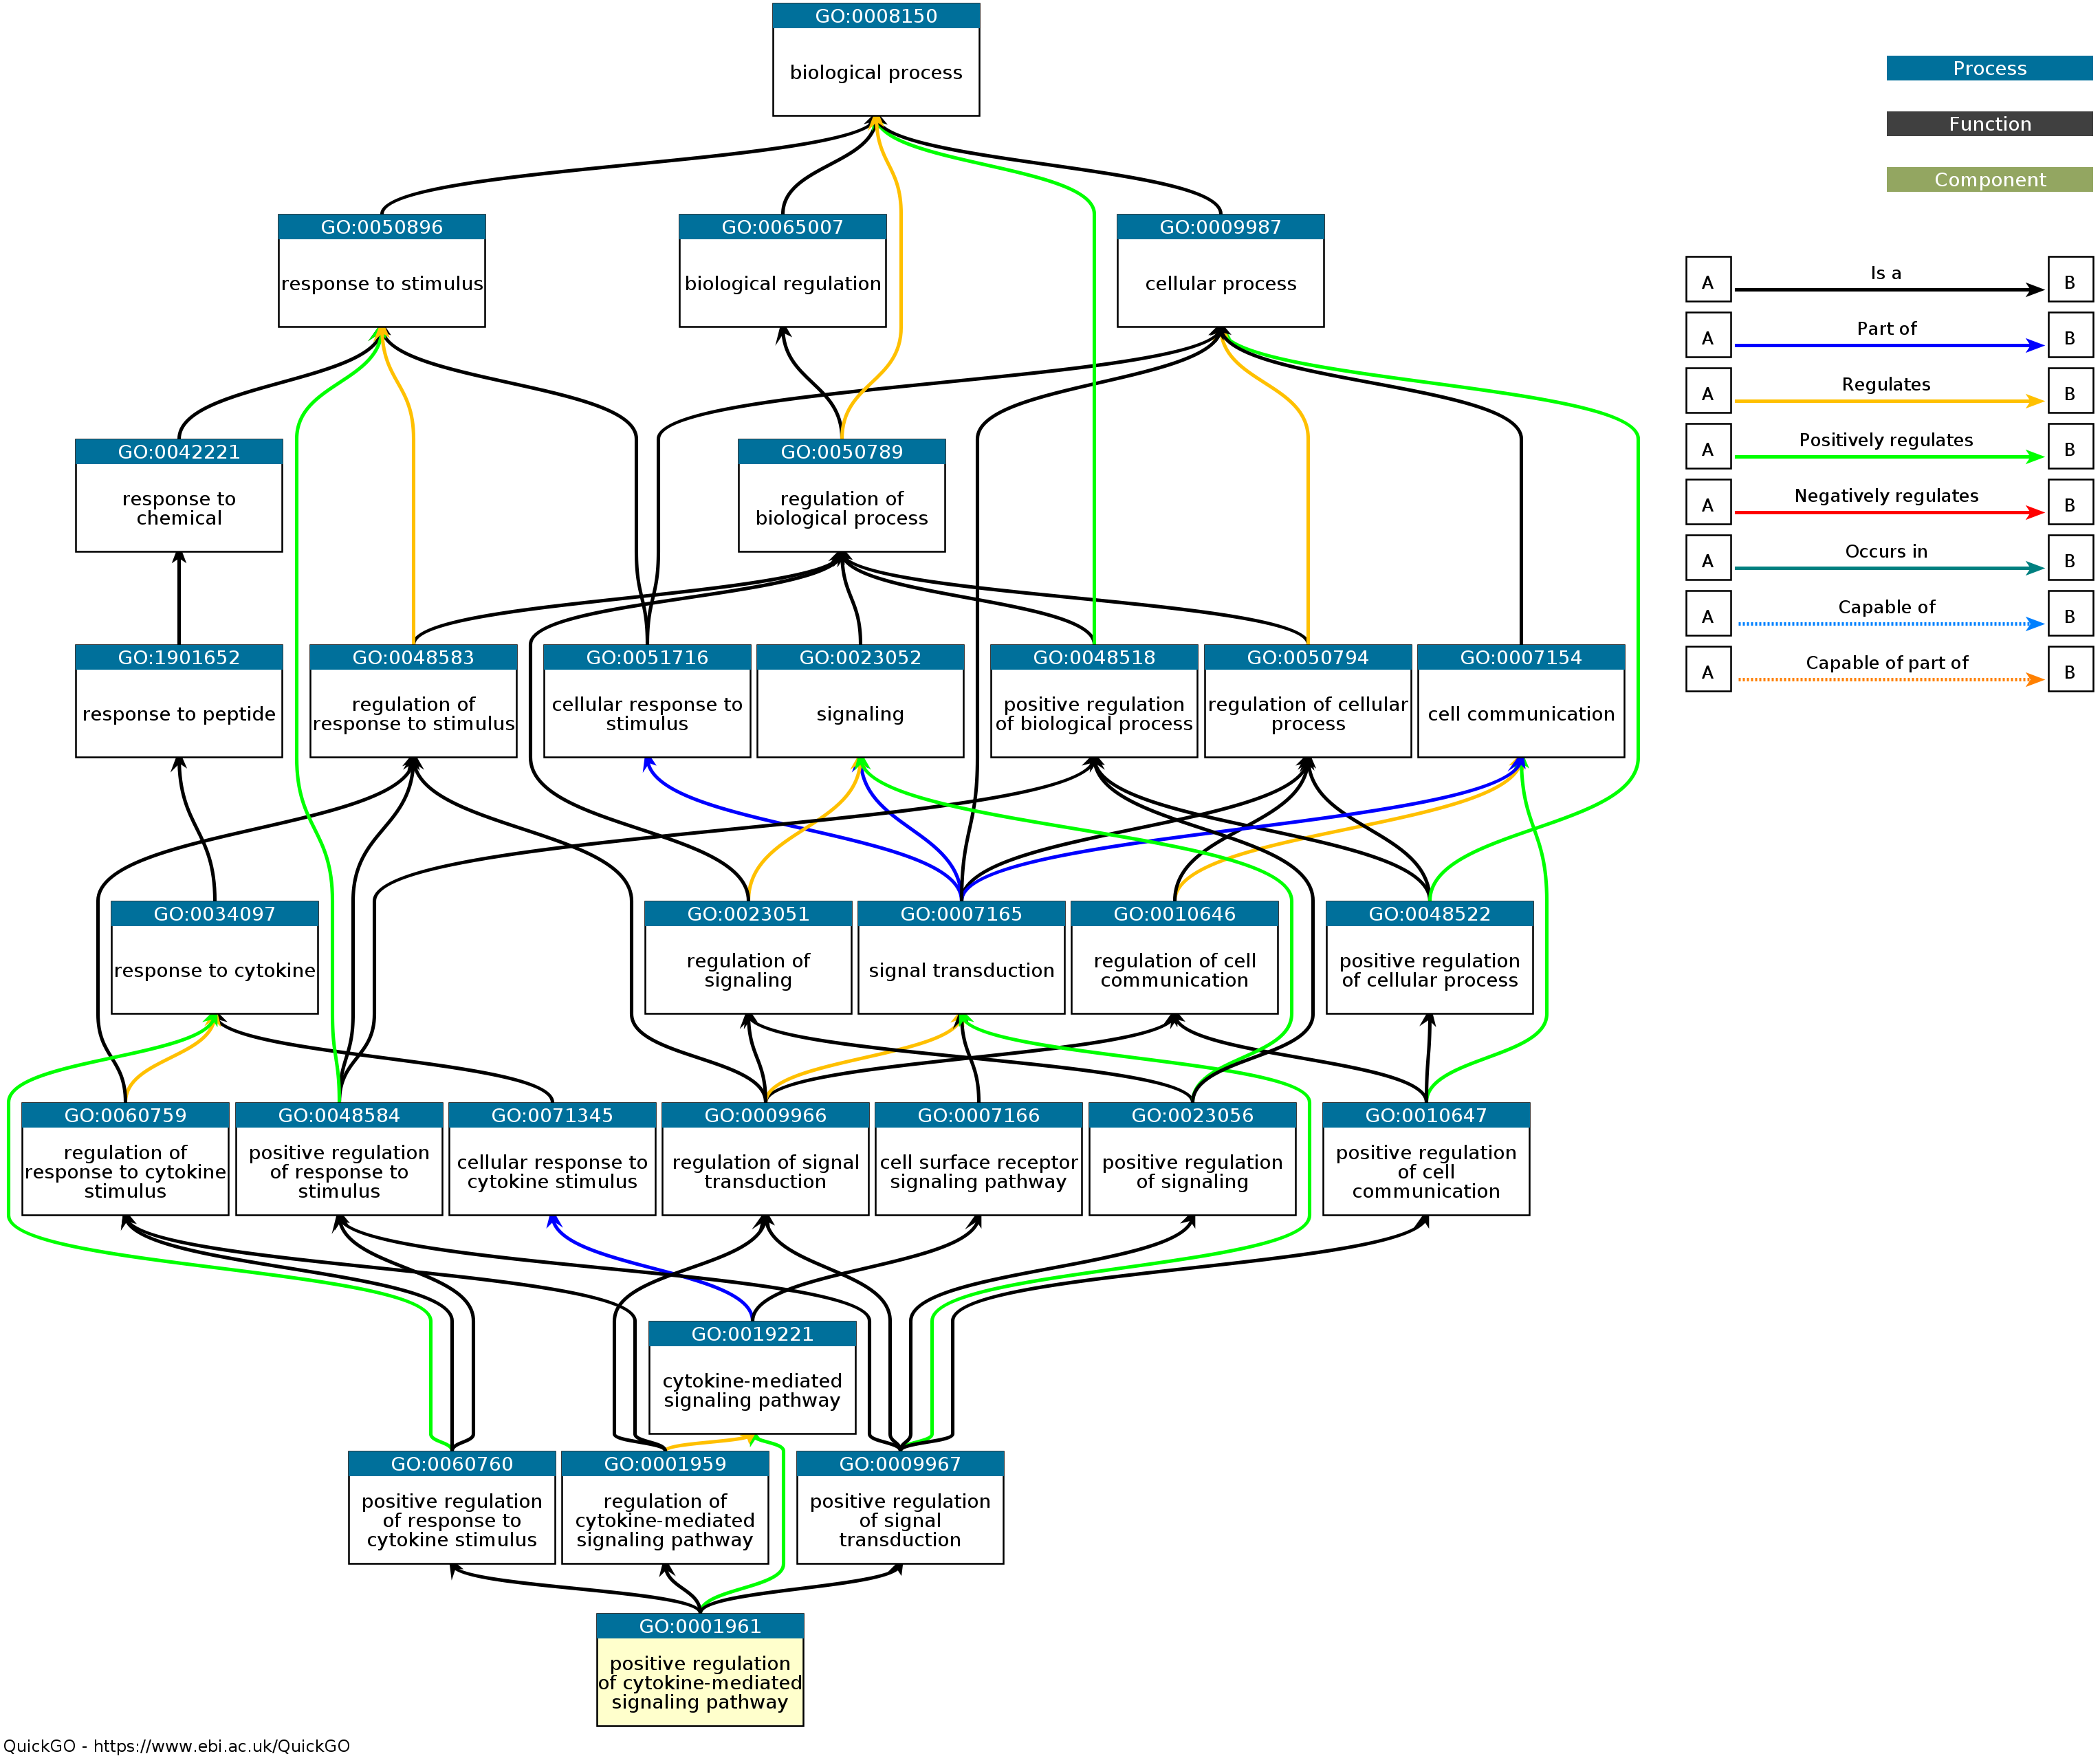 GO:0008150
biological process
Process
Function
Component
GO:0050896
response to stimulus
GO:0065007
biological regulation
GO:0009987
cellular process
A
Is a
B
A
Part of
B
A
Regulates
B
A
Positively regulates
B
A
Negatively regulates
B
A
Occurs in
B
A
Capable of
B
A
Capable of part of
B
GO:0042221
response to
chemical
GO:0050789
regulation of
biological process
GO:1901652
response to peptide
GO:0048583
regulation of
response to stimulus
GO:0051716
cellular response to
stimulus
GO:0023052
signaling
GO:0048518
positive regulation
of biological process
GO:0050794
regulation of cellular
process
GO:0007154
cell communication
GO:0034097
response to cytokine
GO:0023051
regulation of
signaling
GO:0007165
signal transduction
GO:0010646
regulation of cell
communication
GO:0048522
positive regulation
of cellular process
GO:0060759
regulation of
response to cytokine
stimulus
GO:0048584
positive regulation
of response to
stimulus
GO:0071345
cellular response to
cytokine stimulus
GO:0009966
regulation of signal
transduction
GO:0007166
cell surface receptor
signaling pathway
GO:0023056
positive regulation
of signaling
GO:0010647
positive regulation
of cell
communication
GO:0019221
cytokine-mediated
signaling pathway
GO:0060760
positive regulation
of response to
cytokine stimulus
GO:0001959
regulation of
cytokine-mediated
signaling pathway
GO:0009967
positive regulation
of signal
transduction
GO:0001961
positive regulation
of cytokine-mediated
signaling pathway
QuickGO - https://www.ebi.ac.uk/QuickGO